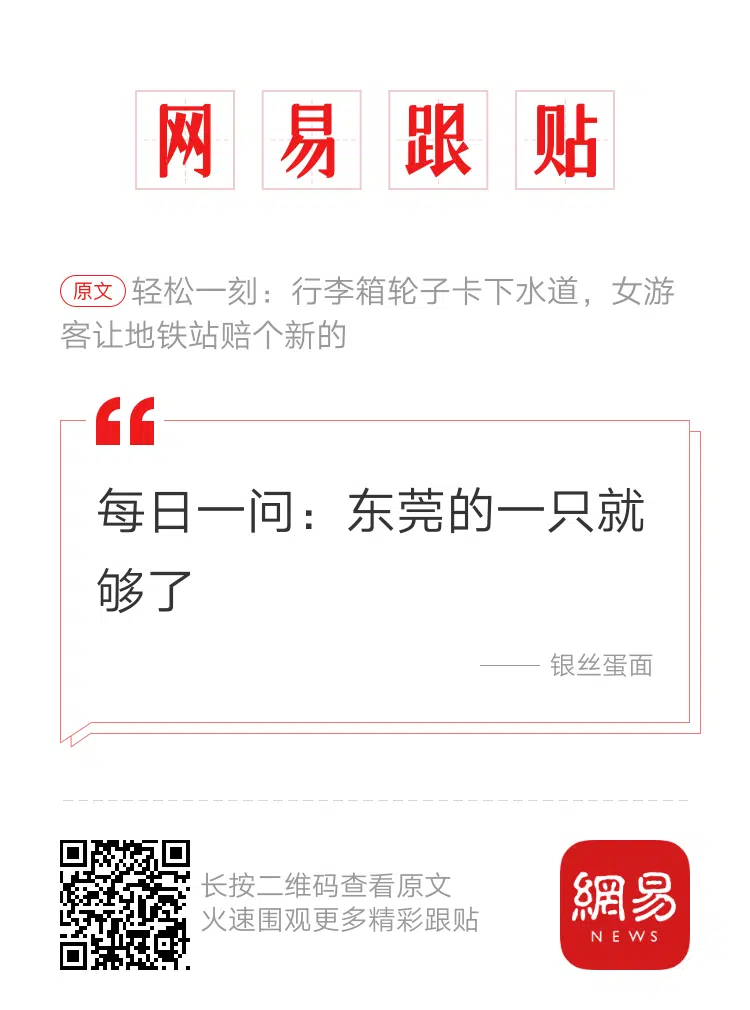 网易跟贴
原文 轻松一刻：行李箱轮子卡下水道，女游
客让地铁站赔个新的
每日一问：东莞的一只就
够了
—— 银丝蛋面
长按二维码查看原文
火速围观更多精彩跟贴
網易
NEWS